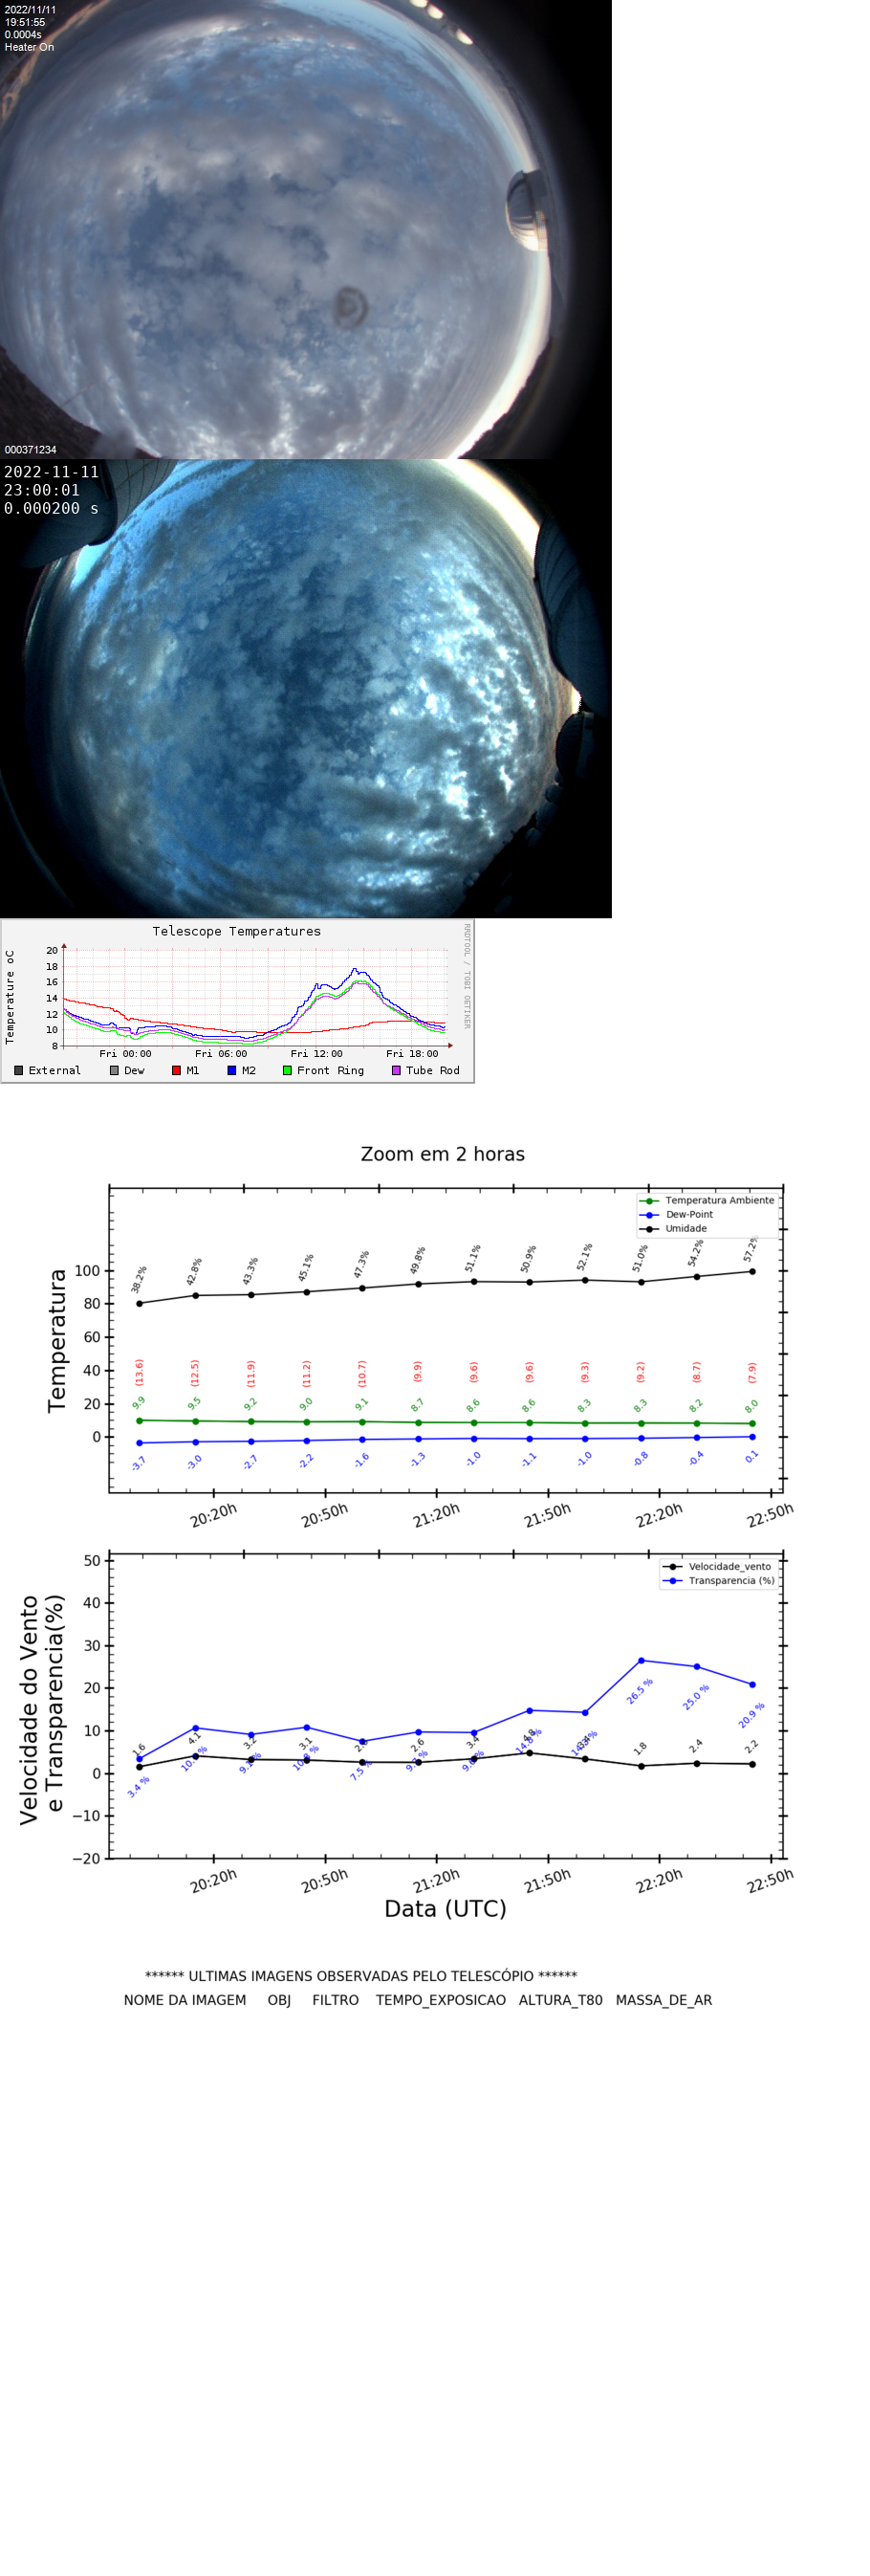 2022/11/11
19:51:55
0.0004s
Heater On
000371234
2022-11-11
23:00:01
0.000200 s
Telescope Temperatures
RRDTOOL / TOBI OETIKER
Temperature oC
20
18
16
14
12
10
8
Fri 00:00 Fri 06:00 Fri 12:00 Fri 18:00
External Dew M1 M2 Front Ring Tube Rod
Zoom em 2 horas
Temperatura Ambiente
Dew-Point
Umidade
Temperatura
100
80
60
40
20
0
38.2% 42.8% 43.3% 45.1% 47.3% 49.8% 51.1% 50.9% 52.1% 51.0% 54.2% 57.2%
(13.6) (12.5) (11.9) (11.2) (10.7) (9.9) (9.6) (9.6) (9.3) (9.2) (8.7) (7.9)
9.9 9.5 9.2 9.0 9.1 8.7 8.6 8.6 8.3 8.3 8.2 8.0
-3.7 -3.0 -2.7 -2.2 -1.6 -1.3 -1.0 -1.1 -1.0 -0.8 -0.4 0.1
20:20h 20:50h 21:20h 21:50h 22:20h 22:50h
Velocidade_vento
Transparencia (%)
Velocidade do Vento
e Transparencia(%)
50
40
30
20
10
0
−10
−20
1.6 4.1 3.2 3.1 2.6 3.4 4.8 1.8 2.4 2.2
3.4 % 26.5 % 25.0 % 20.9 %
20:20h 20:50h 21:20h 21:50h 22:20h 22:50h
Data (UTC)
****** ULTIMAS IMAGENS OBSERVADAS PELO TELESCÓPIO ******
NOME DA IMAGEM OBJ FILTRO TEMPO_EXPOSICAO ALTURA_T80 MASSA_DE_AR